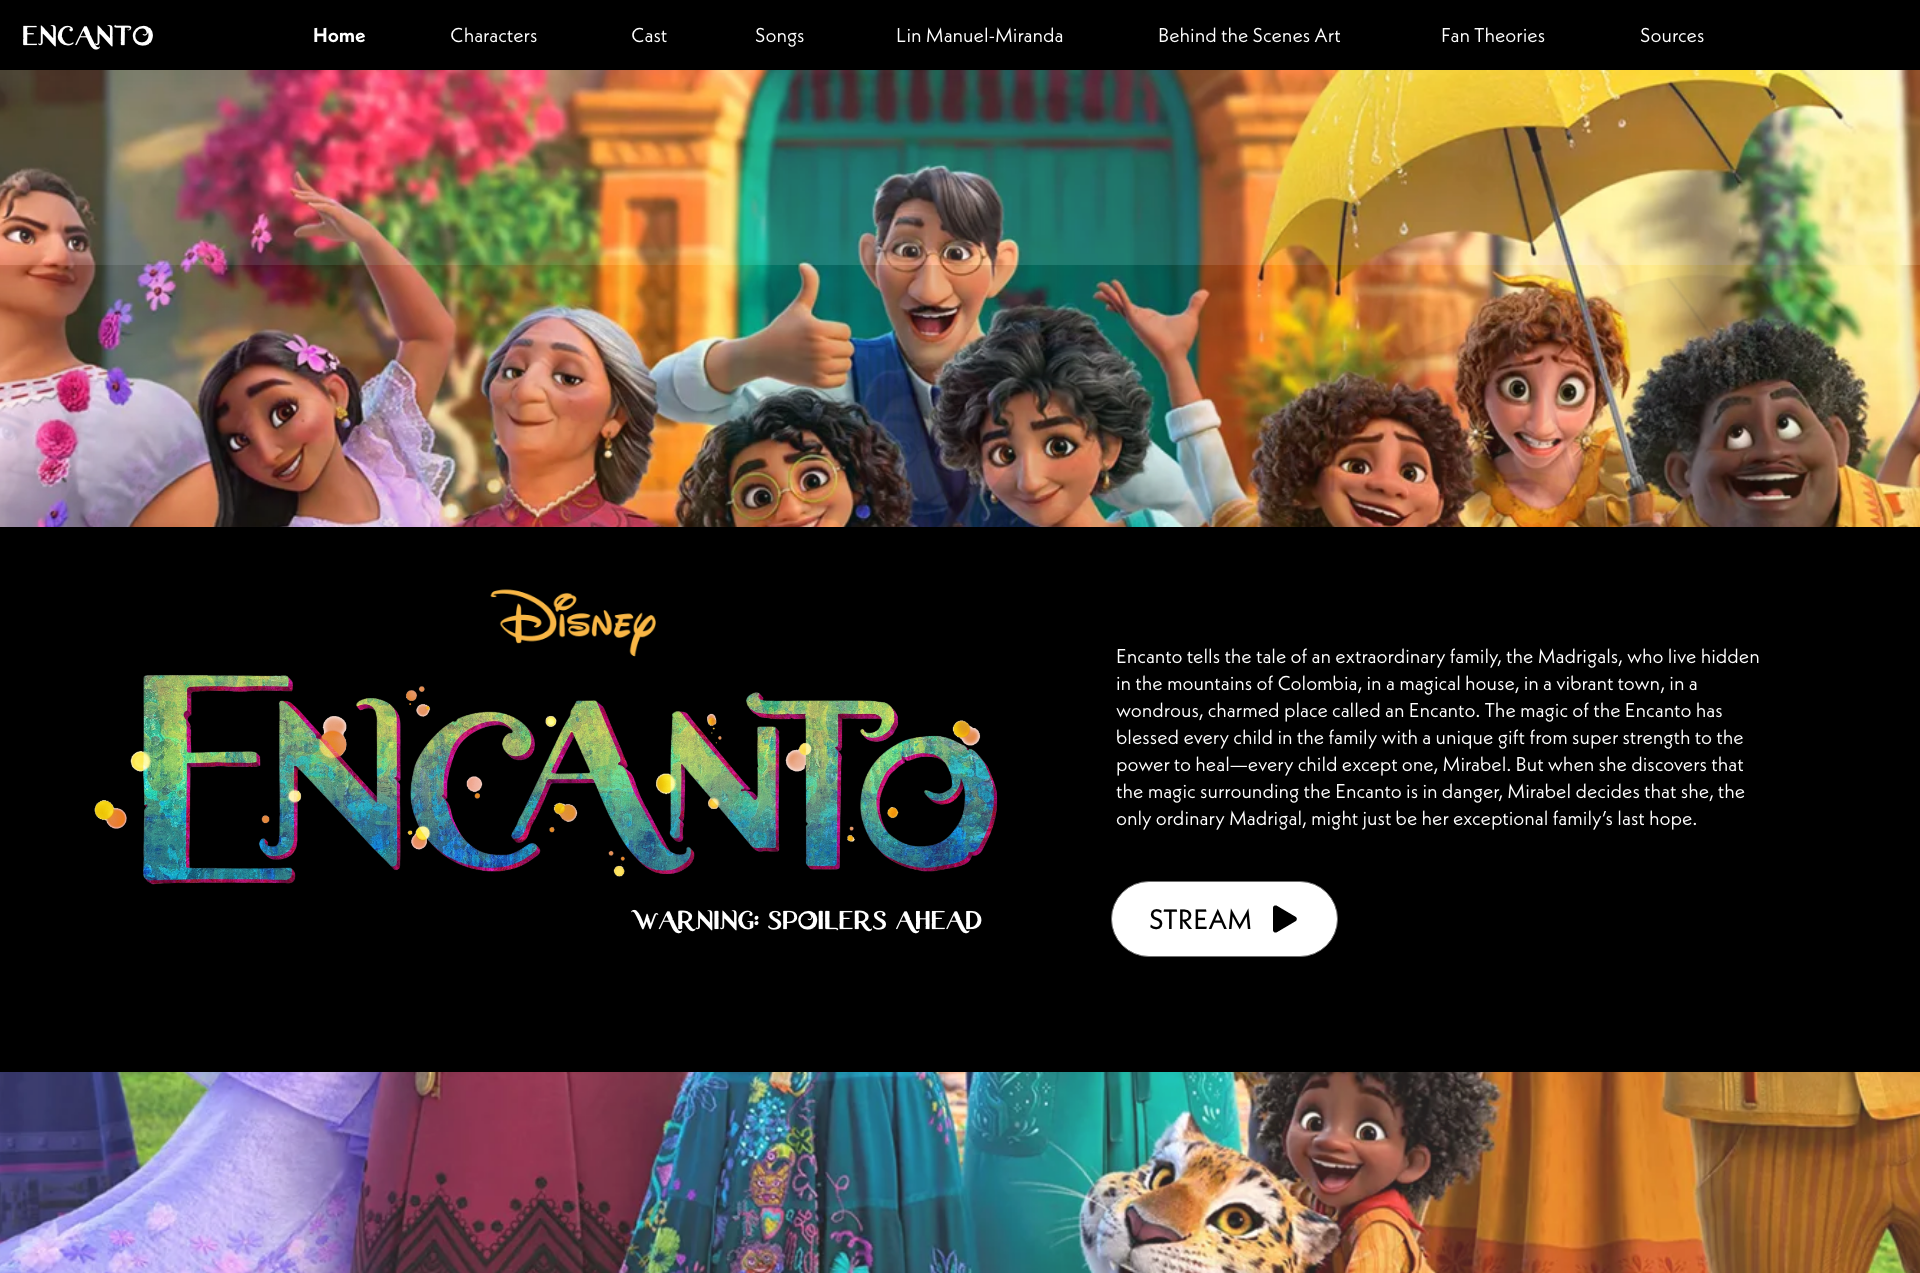 ENCANTO
Home
Characters
Cast
Songs
Lin Manuel-Miranda
Behind the Scenes Art
Fan Theories
Sources
DISNEY
ENCANTO
WARNING: SPOILERS AHEAD
Encanto tells the tale of an extraordinary family, the Madrigals, who live hidden
in the mountains of Colombia, in a magical house, in a vibrant town, in a
wondrous, charmed place called an Encanto. The magic of the Encanto has
blessed every child in the family with a unique gift from super strength to the
power to heal—every child except one, Mirabel. But when she discovers that
the magic surrounding the Encanto is in danger, Mirabel decides that she, the
only ordinary Madrigal, might just be her exceptional family’s last hope.
STREAM